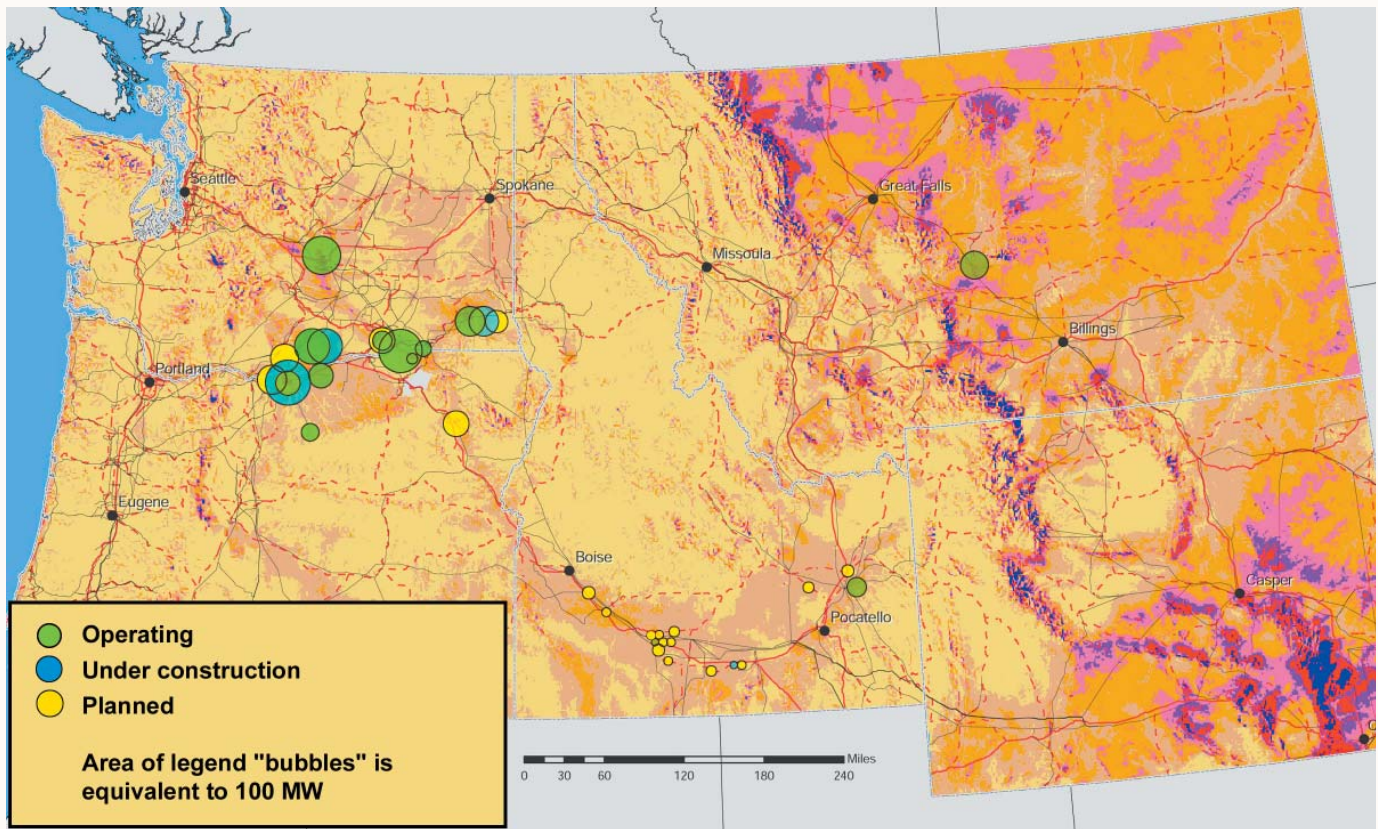 Seattle
Spokane
Great Falls
Missoula
Billings
Portland
Eugene
Boise
Casper
Pocatello
Operating
Under construction
Planned
Area of legend "bubbles" is
equivalent to 100 MW
Miles
0 30 60 120 180 240